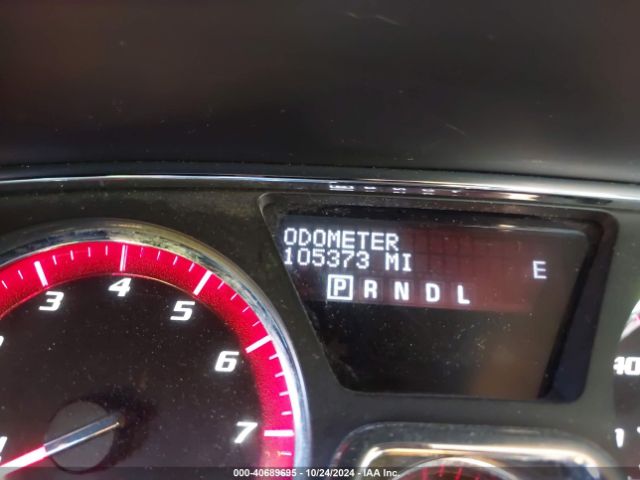 ODOMETER
105373 MI
E
P R N D L
3
4
5
6
7
000-40689695 - 10/24/2024 - IAA Inc.